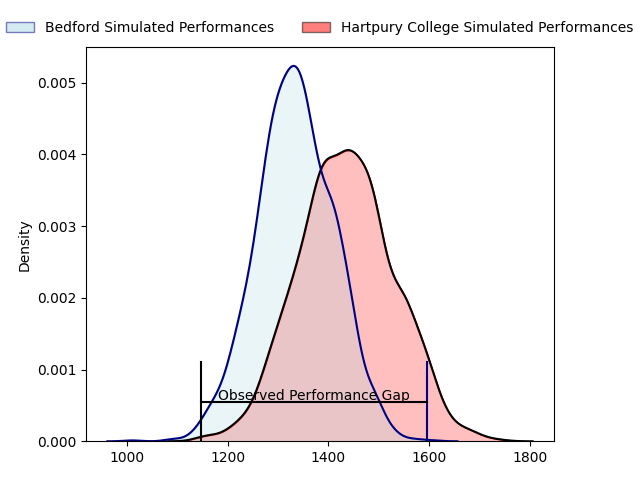 Bedford Simulated Performances
Hartpury College Simulated Performances
Density
0.005
0.004
0.003
0.002
0.001
0.000
Observed Performance Gap
1000 1200 1400 1600 1800